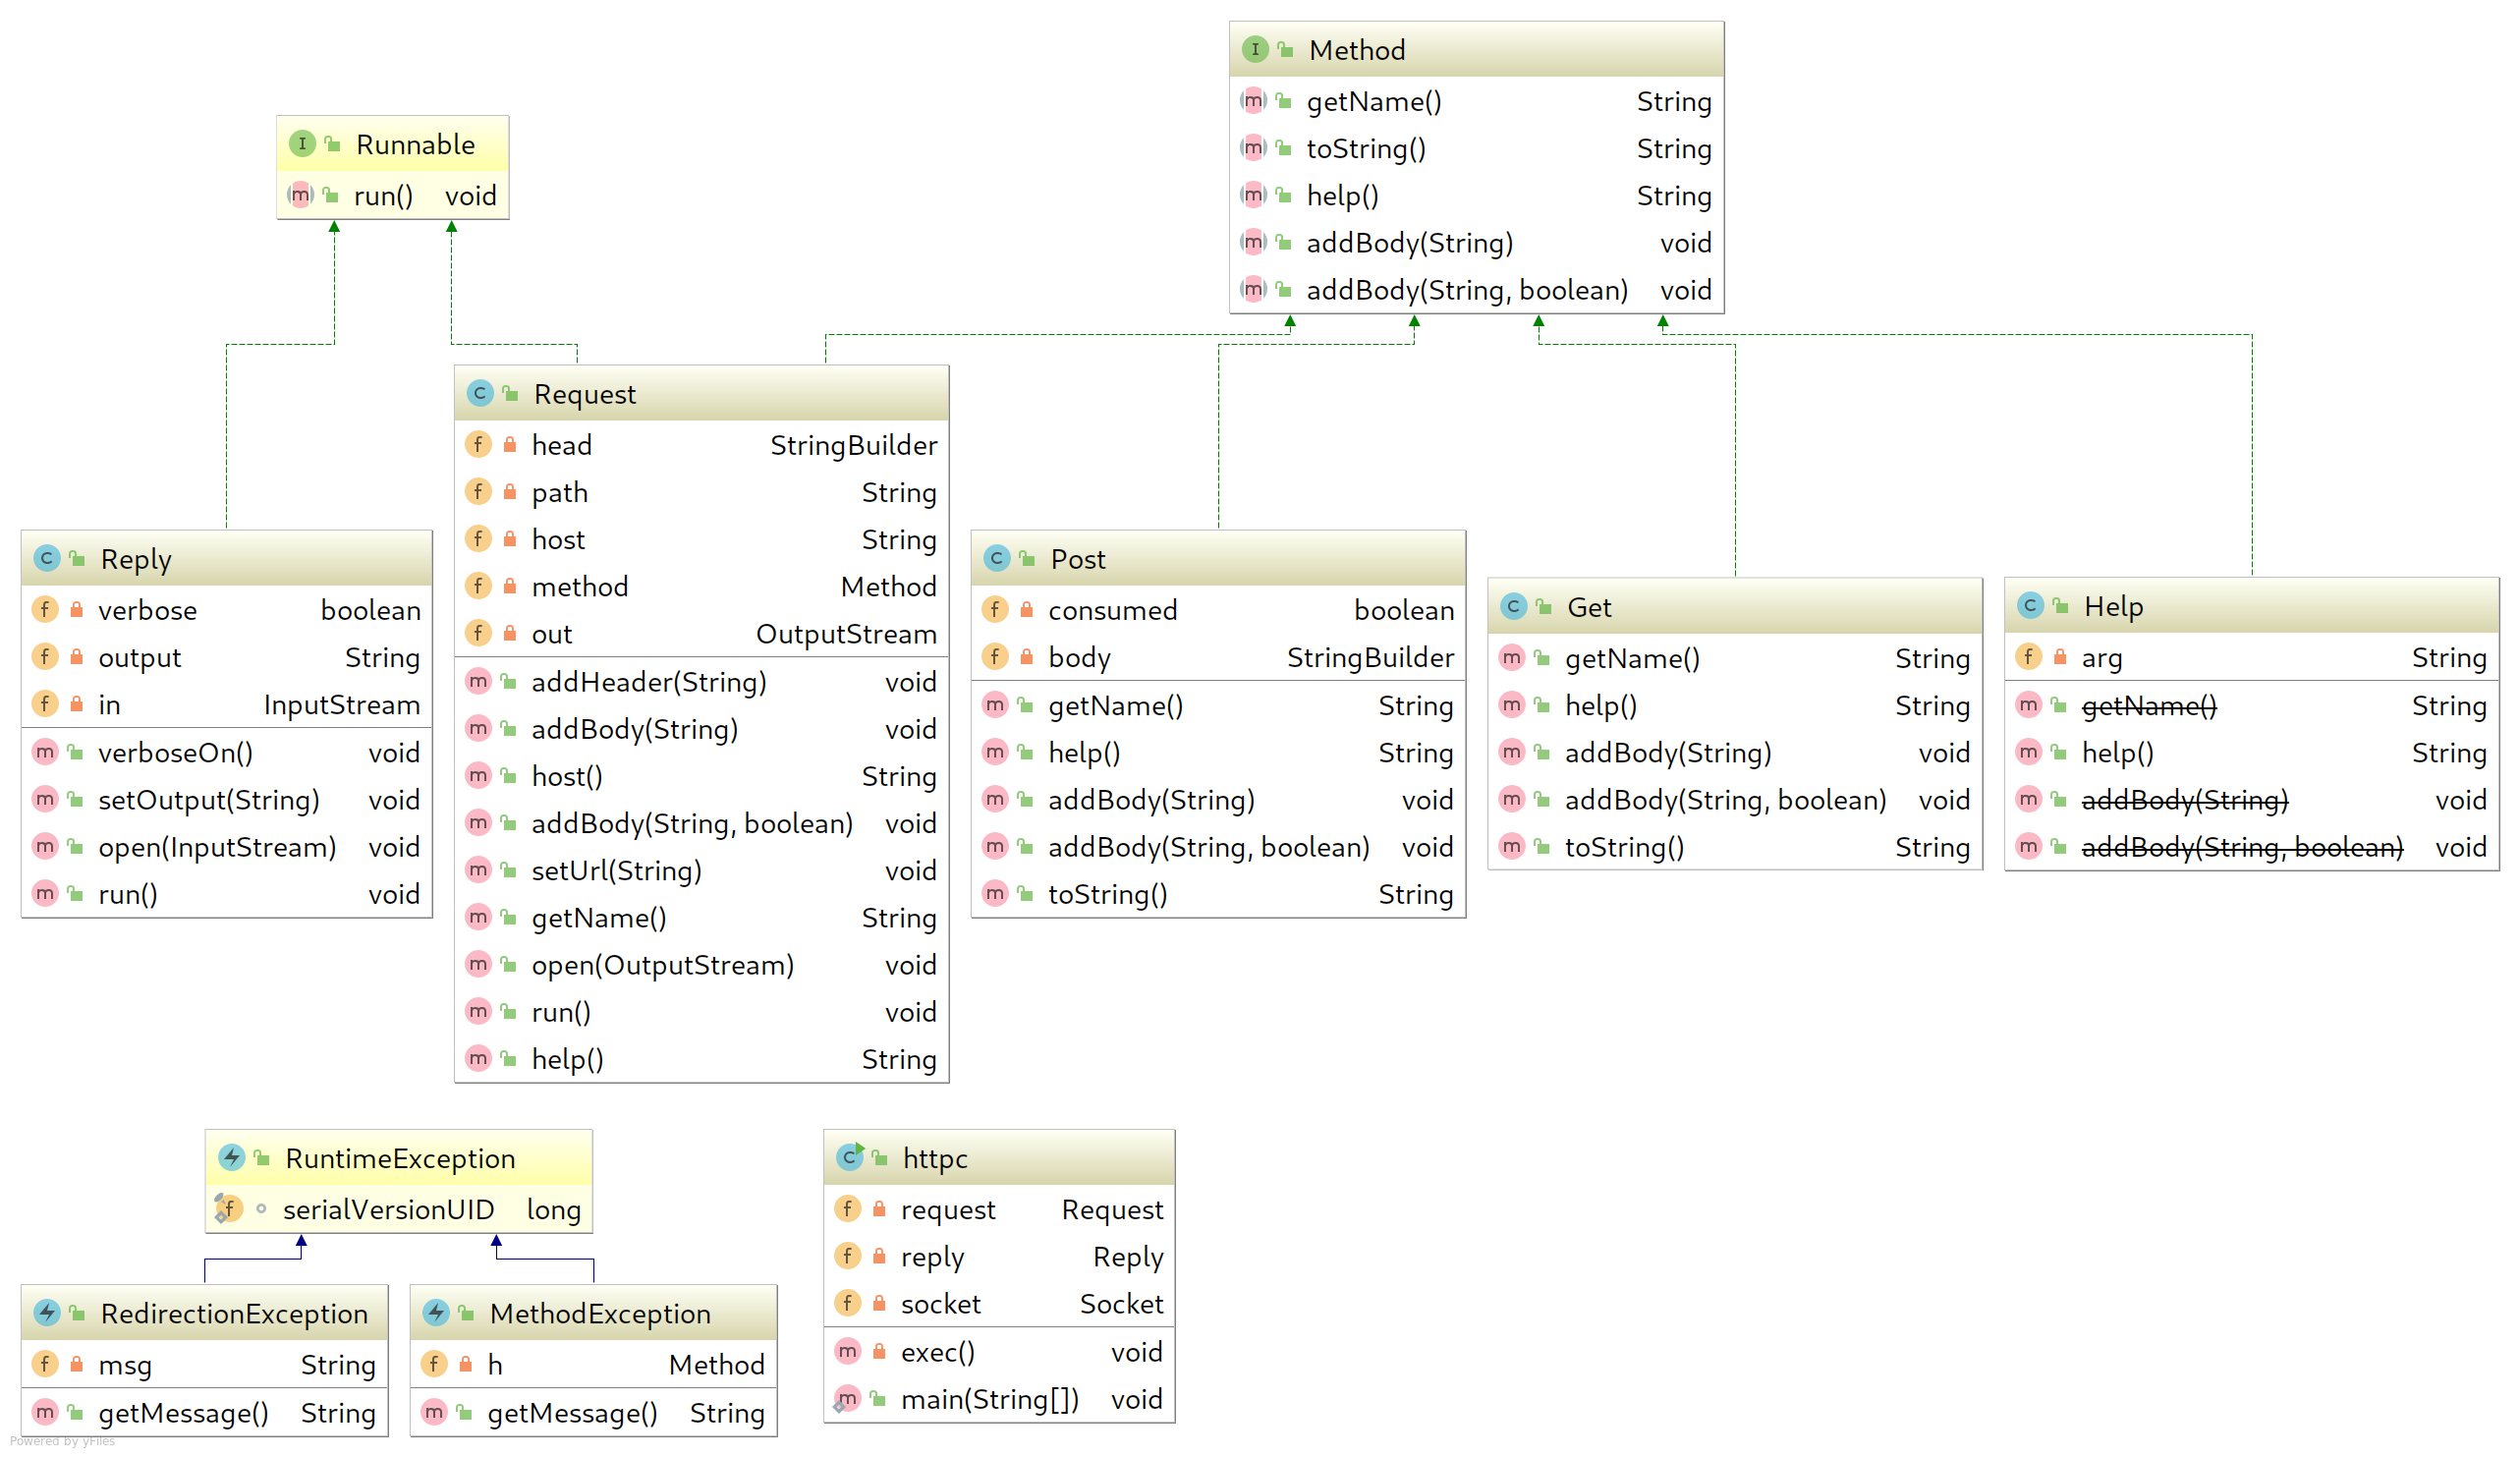 Method
getName() String
toString() String
help() String
addBody(String) void
addBody(String, boolean) void
Runnable
run() void
Request
head StringBuilder
path String
host String
method Method
out OutputStream
addHeader(String) void
addBody(String) void
host() String
addBody(String, boolean) void
setUrl(String) void
getName() String
open(OutputStream) void
run() void
help() String
Reply
verbose boolean
output String
in InputStream
verboseOn() void
setOutput(String) void
open(InputStream) void
run() void
Post
consumed boolean
body StringBuilder
getName() String
help() String
addBody(String) void
addBody(String, boolean) void
toString() String
Get
getName() String
help() String
addBody(String) void
addBody(String, boolean) void
toString() String
Help
arg String
getName() String
help() String
addBody(String) void
addBody(String, boolean) void
RuntimeException
serialVersionUID long
RedirectionException
msg String
getMessage() String
MethodException
h Method
getMessage() String
httpc
request Request
reply Reply
socket Socket
exec() void
main(String[]) void
Powered by yFiles